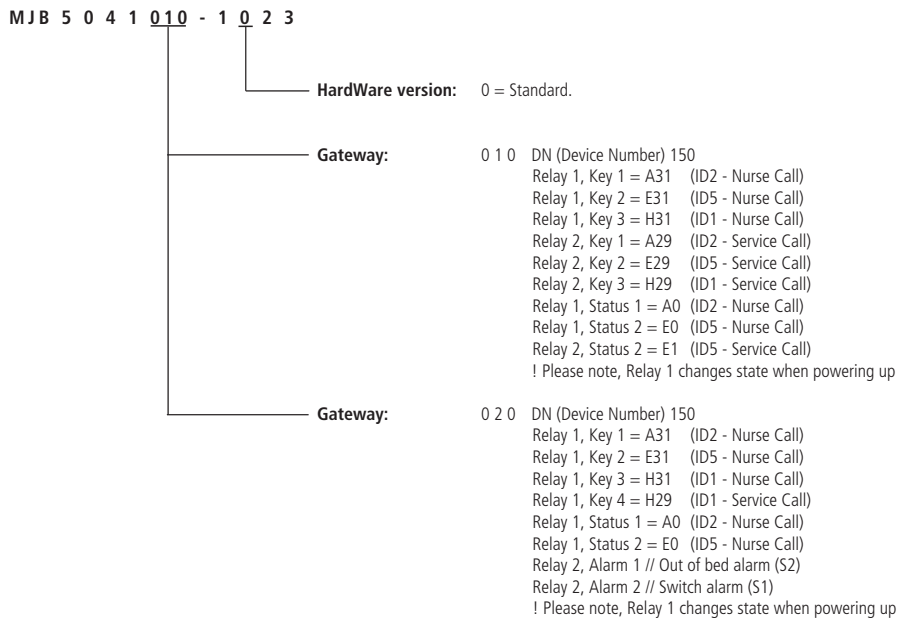 MJB 5 0 4 1 0 1 0 - 1 0 2 3
HardWare version: 0 = Standard.
Gateway: 0 1 0 DN (Device Number) 150
Relay 1, Key 1 = A31 (ID2 - Nurse Call)
Relay 1, Key 2 = E31 (ID5 - Nurse Call)
Relay 1, Key 3 = H31 (ID1 - Nurse Call)
Relay 2, Key 1 = A29 (ID2 - Service Call)
Relay 2, Key 2 = E29 (ID5 - Service Call)
Relay 2, Key 3 = H29 (ID1 - Service Call)
Relay 1, Status 1 = A0 (ID2 - Nurse Call)
Relay 1, Status 2 = E0 (ID5 - Nurse Call)
Relay 2, Status 2 = E1 (ID5 - Service Call)
! Please note, Relay 1 changes state when powering up
Gateway: 0 2 0 DN (Device Number) 150
Relay 1, Key 1 = A31 (ID2 - Nurse Call)
Relay 1, Key 2 = E31 (ID5 - Nurse Call)
Relay 1, Key 3 = H31 (ID1 - Nurse Call)
Relay 1, Key 4 = H29 (ID1 - Service Call)
Relay 1, Status 1 = A0 (ID2 - Nurse Call)
Relay 1, Status 2 = E0 (ID5 - Nurse Call)
Relay 2, Alarm 1 // Out of bed alarm (S2)
Relay 2, Alarm 2 // Switch alarm (S1)
! Please note, Relay 1 changes state when powering up